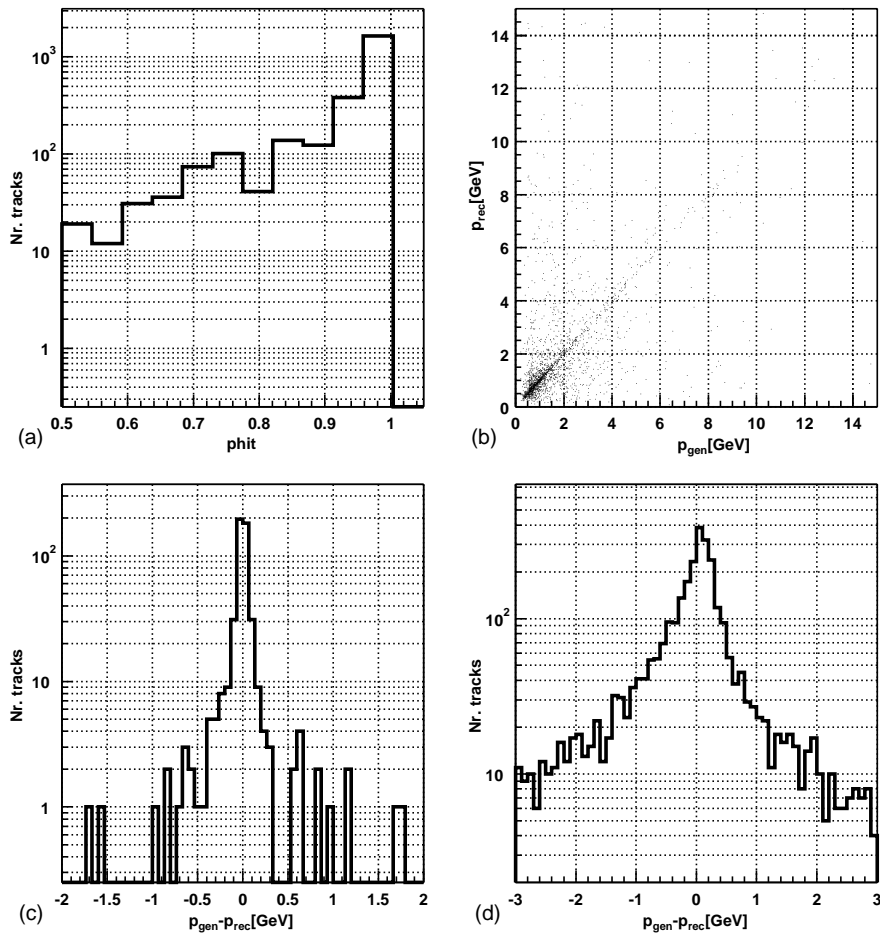 Nr. tracks
10³
10²
10
1
0.5 0.6 0.7 0.8 0.9 1
phit
(a)
p_rec[GeV]
14
12
10
8
6
4
2
0
0 2 4 6 8 10 12 14
p_gen[GeV]
(b)
Nr. tracks
10²
10
1
-2 -1.5 -1 -0.5 0 0.5 1 1.5 2
p_gen-p_rec[GeV]
(c)
Nr. tracks
10²
10
-3 -2 -1 0 1 2 3
p_gen-p_rec[GeV]
(d)